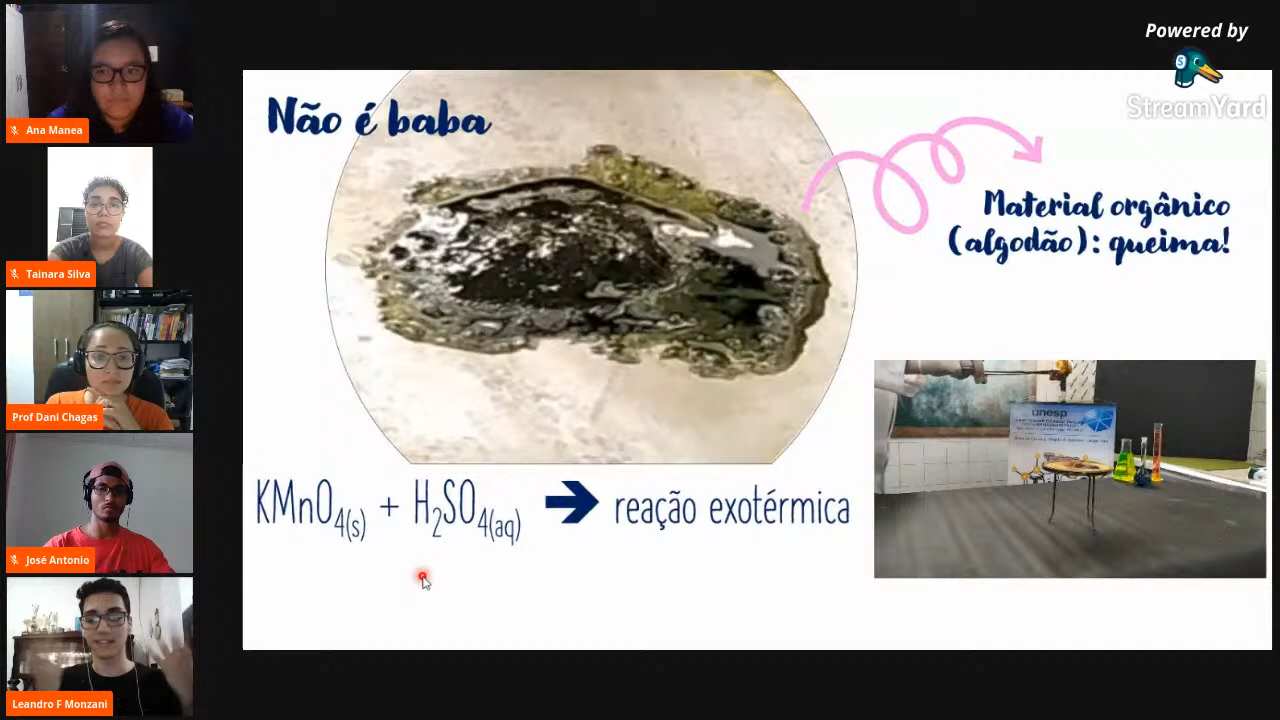 Powered by
StreamYard
Ana Manea
Tainara Silva
Prof Dani Chagas
José Antonio
Leandro F Monzani
Não é baba
Material orgânico
(algodão): queima!
KMnO4(s) + H2SO4(aq) → reação exotérmica
unesp